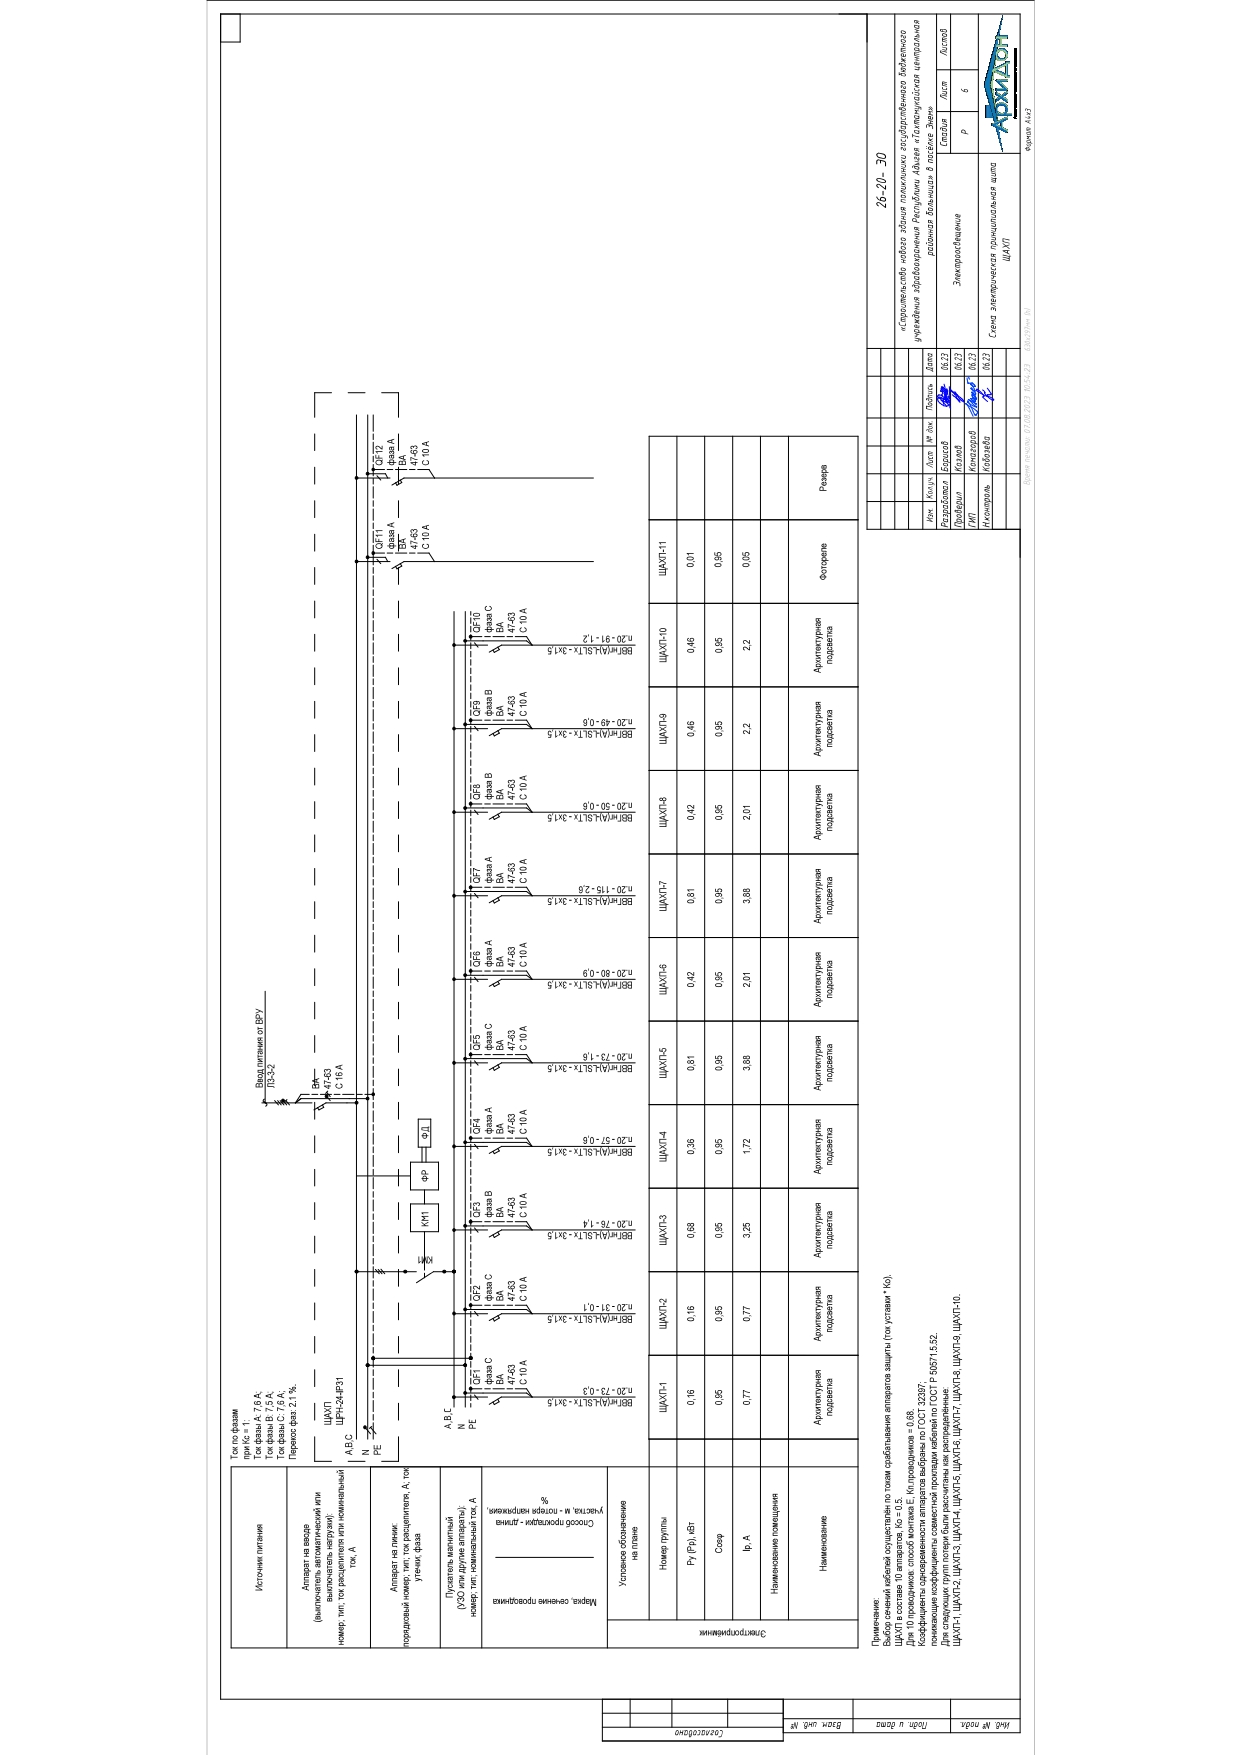 Ток по фазам
при Кс = 1:
Ток фазы А: 7,6 А;
Ток фазы В: 7,5 А;
Ток фазы С: 7,6 А;
Перекос фаз: 2,1 %.
Ввод питания от ВРУ
Л3-3-2
ВА
47-63
С 16 А
ЩАХП
ЩРН-24-IP31
А,В,С
N
PE
КМ1
КМ1
ФР
ФД
А,В,С
N
PE
QF1
фаза С
ВА
47-63
С 10 А
QF2
фаза С
ВА
47-63
С 10 А
QF3
фаза В
ВА
47-63
С 10 А
QF4
фаза А
ВА
47-63
С 10 А
QF5
фаза С
ВА
47-63
С 10 А
QF6
фаза А
ВА
47-63
С 10 А
QF7
фаза А
ВА
47-63
С 10 А
QF8
фаза В
ВА
47-63
С 10 А
QF9
фаза В
ВА
47-63
С 10 А
QF10
фаза С
ВА
47-63
С 10 А
QF11
фаза А
ВА
47-63
С 10 А
QF12
фаза А
ВА
47-63
С 10 А
ВВГнг(А)-LSLTx - 3x1,5
п.20 - 73 - 0,3
ВВГнг(А)-LSLTx - 3x1,5
п.20 - 31 - 0,1
ВВГнг(А)-LSLTx - 3x1,5
п.20 - 76 - 1,4
ВВГнг(А)-LSLTx - 3x1,5
п.20 - 57 - 0,6
ВВГнг(А)-LSLTx - 3x1,5
п.20 - 73 - 1,6
ВВГнг(А)-LSLTx - 3x1,5
п.20 - 80 - 0,9
ВВГнг(А)-LSLTx - 3x1,5
п.20 - 115 - 2,6
ВВГнг(А)-LSLTx - 3x1,5
п.20 - 50 - 0,6
ВВГнг(А)-LSLTx - 3x1,5
п.20 - 49 - 0,6
ВВГнг(А)-LSLTx - 3x1,5
п.20 - 91 - 1,2
Источник питания
Аппарат на вводе
(выключатель автоматический или
выключатель нагрузки):
номер; тип; ток расцепителя или номинальный
ток, А
Аппарат на линии:
порядковый номер; тип; ток расцепителя, А; ток
утечки; фаза
Пускатель магнитный
(УЗО или другие аппараты):
номер; тип; номинальный ток, А
Марка, сечение проводника
Способ прокладки - длина
участка, м - потеря напряжения,
%
Электроприёмник
Условное обозначение
на плане
Номер группы ЩАХП-1 ЩАХП-2 ЩАХП-3 ЩАХП-4 ЩАХП-5 ЩАХП-6 ЩАХП-7 ЩАХП-8 ЩАХП-9 ЩАХП-10 ЩАХП-11
Ру (Рр), кВт 0,16 0,16 0,68 0,36 0,81 0,42 0,81 0,42 0,46 0,46 0,01
Cosφ 0,95 0,95 0,95 0,95 0,95 0,95 0,95 0,95 0,95 0,95 0,95
Iр, А 0,77 0,77 3,25 1,72 3,88 2,01 3,88 2,01 2,2 2,2 0,05
Наименование помещения
Наименование
Архитектурная
подсветка
Архитектурная
подсветка
Архитектурная
подсветка
Архитектурная
подсветка
Архитектурная
подсветка
Архитектурная
подсветка
Архитектурная
подсветка
Архитектурная
подсветка
Архитектурная
подсветка
Архитектурная
подсветка
Фотореле
Резерв
Примечание:
Выбор сечений кабелей осуществлён по токам срабатывания аппаратов защиты (ток уставки * Ко).
ЩАХП в составе 10 аппаратов, Ко = 0.5.
Для 10 проводников: способ монтажа Е, Кп.проводников = 0.68.
Коэффициенты одновременности аппаратов выбраны по ГОСТ 32397;
понижающие коэффициенты совместной прокладки кабелей по ГОСТ Р 50571.5.52.
Для следующих групп потери были рассчитаны как распределённые:
ЩАХП-1, ЩАХП-2, ЩАХП-3, ЩАХП-4, ЩАХП-5, ЩАХП-6, ЩАХП-7, ЩАХП-8, ЩАХП-9, ЩАХП-10.
26-20- ЭО
«Строительство нового здания поликлиники государственного бюджетного
учреждения здравоохранения Республики Адыгея «Тахтамукайская центральная
районная больница» в посёлке Энем»
Изм. Кол.уч. Лист № док. Подпись Дата
Разработал Борисов 06.23
Проверил Козлов 06.23
ГИП Комагоров 06.23
Н.контроль Кобозева 06.23
Электроосвещение
Стадия Лист Листов
Р 6
Схема электрическая принципиальная щита
ЩАХП
АрхиДон
Формат А4х3
Время печати: 07.08.2023 10:54:23
Согласовано
Взам. инв. №
Подп. и дата
Инв. № подл.